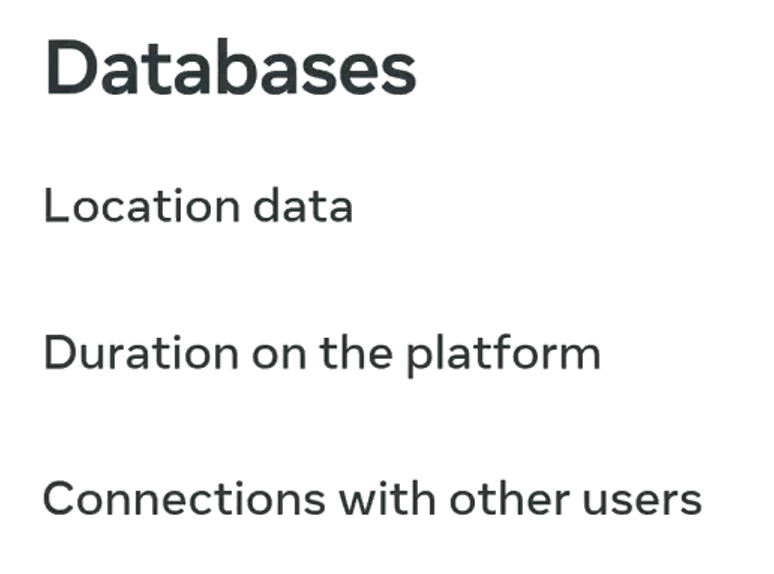 Databases
Location data
Duration on the platform
Connections with other users